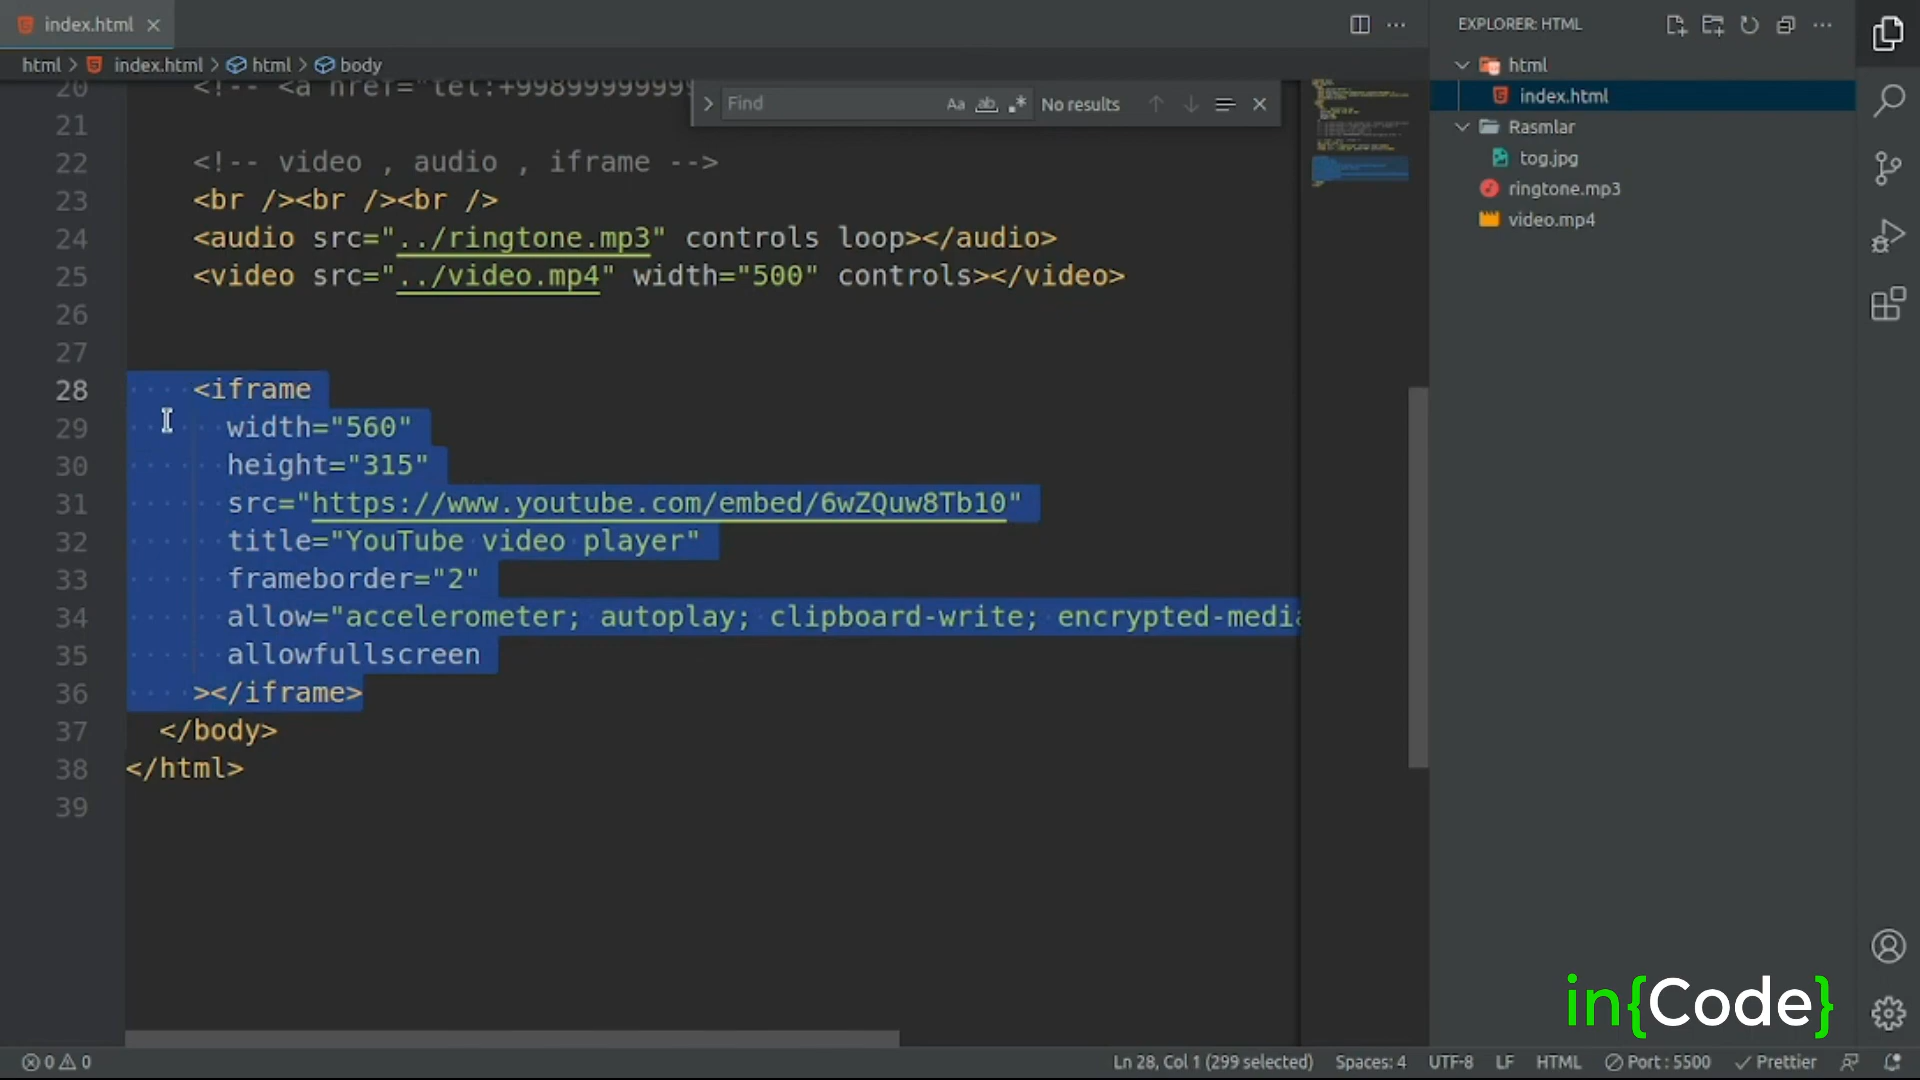 index.html
EXPLORER: HTML
html > index.html > html > body
Find
Aa ab .* No results
20 <!-- <a href="tel:+99899999999
21
22 <!-- video , audio , iframe -->
23 <br /><br /><br />
24 <audio src="../ringtone.mp3" controls loop></audio>
25 <video src="../video.mp4" width="500" controls></video>
26
27
28 <iframe
29 width="560"
30 height="315"
31 src="https://www.youtube.com/embed/6wZQuw8Tb10"
32 title="YouTube video player"
33 frameborder="2"
34 allow="accelerometer; autoplay; clipboard-write; encrypted-media
35 allowfullscreen
36 ></iframe>
37 </body>
38 </html>
39
html
index.html
Rasmlar
tog.jpg
ringtone.mp3
video.mp4
in{Code}
0 0
Ln 28, Col 1 (299 selected)
Spaces: 4
UTF-8
LF
HTML
Port : 5500
Prettier